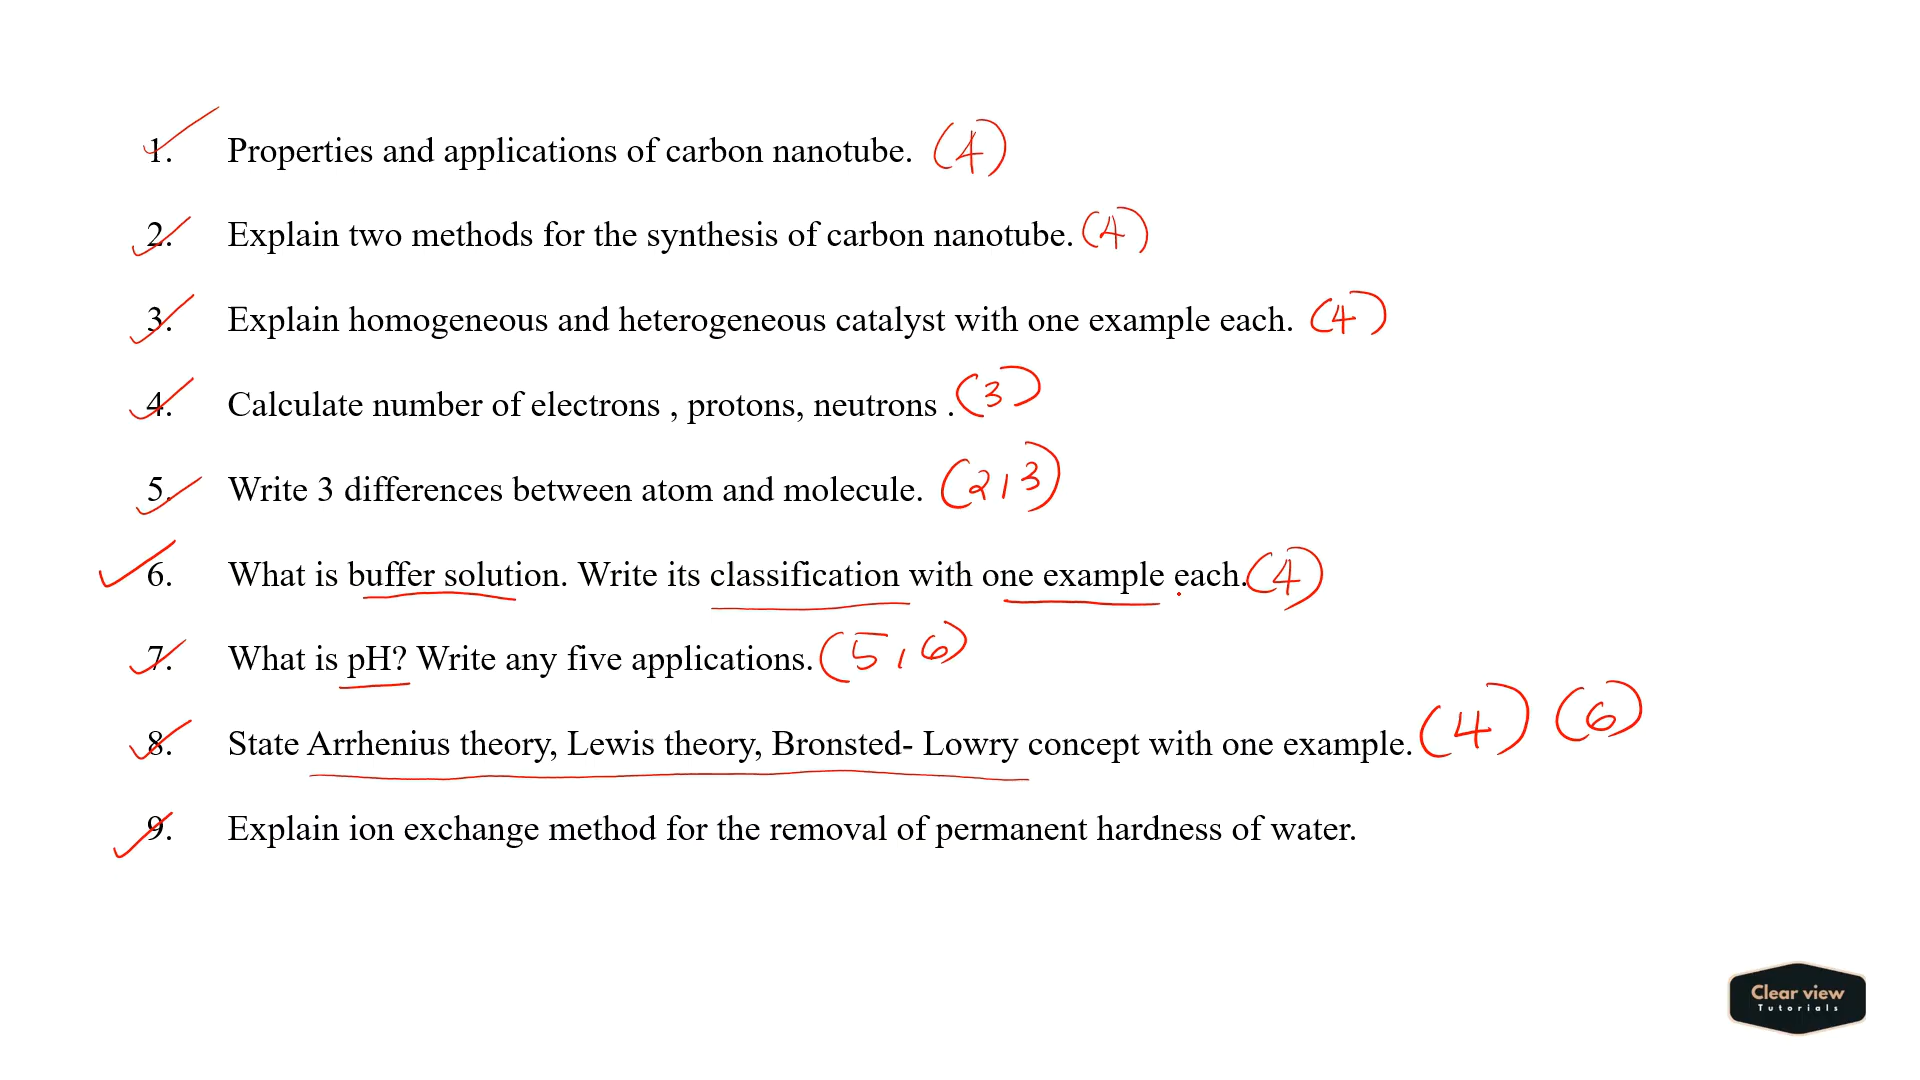 1. Properties and applications of carbon nanotube. (4)
2. Explain two methods for the synthesis of carbon nanotube. (4)
3. Explain homogeneous and heterogeneous catalyst with one example each. (4)
4. Calculate number of electrons , protons, neutrons . (3)
5. Write 3 differences between atom and molecule. (2,3)
6. What is buffer solution. Write its classification with one example each. (4)
7. What is pH? Write any five applications. (5,6)
8. State Arrhenius theory, Lewis theory, Bronsted- Lowry concept with one example. (4) (6)
9. Explain ion exchange method for the removal of permanent hardness of water.
Clear view
Tutorials